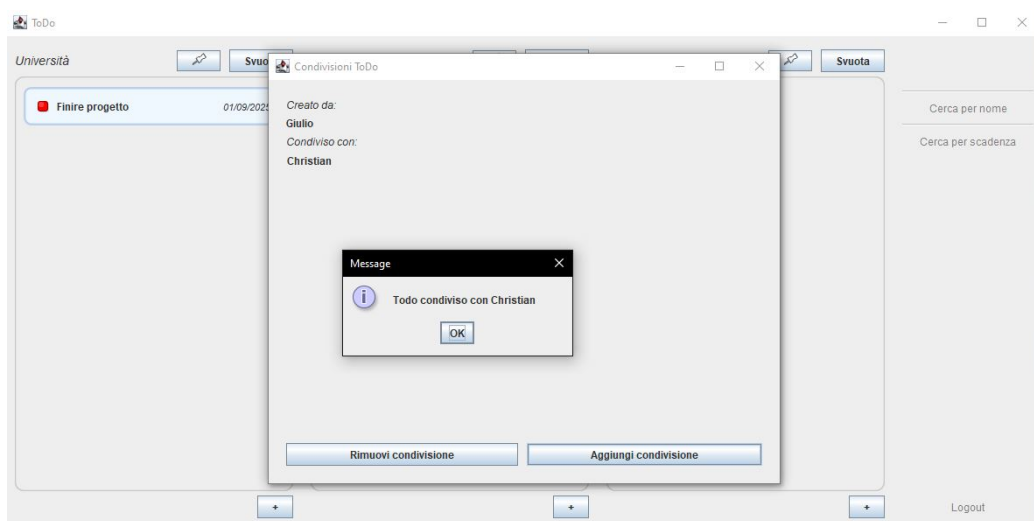 ToDo
Università
Svuo
Svuota
Finire progetto
01/09/2025
Condivisioni ToDo
Creato da:
Giulio
Condiviso con:
Christian
Message
Todo condiviso con Christian
OK
Rimuovi condivisione
Aggiungi condivisione
Cerca per nome
Cerca per scadenza
+
+
+
Logout